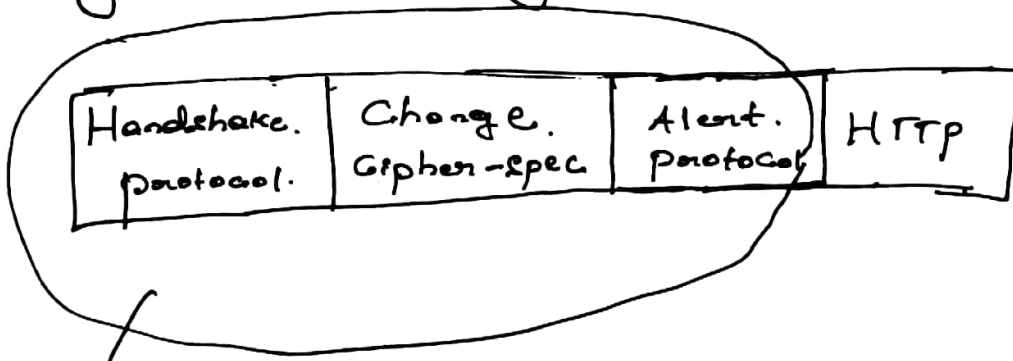 Handshake.
protocol.
Change.
Cipher-spec
Alert.
protocol
HTTP